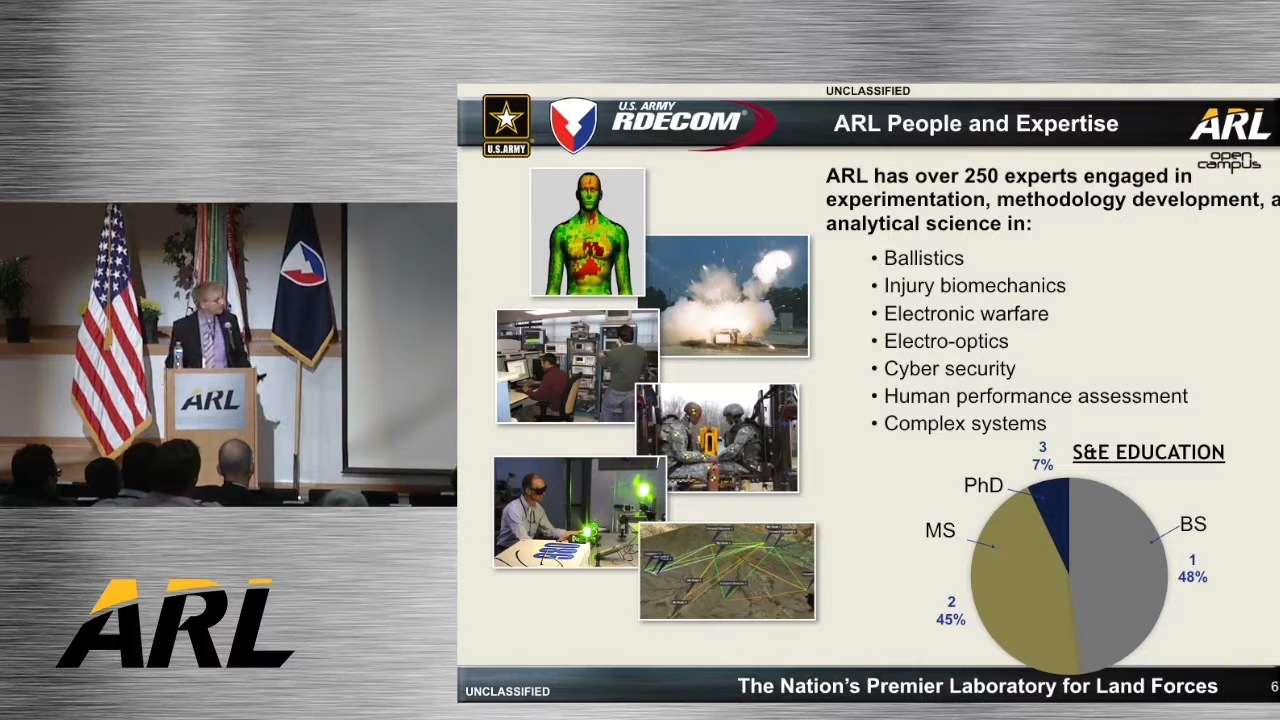 UNCLASSIFIED
U.S. ARMY
RDECOM®
ARL People and Expertise
ARL
U.S.ARMY
open
campus
ARL has over 250 experts engaged in
experimentation, methodology development, a
analytical science in:
• Ballistics
• Injury biomechanics
• Electronic warfare
• Electro-optics
• Cyber security
• Human performance assessment
• Complex systems
3
7%
S&E EDUCATION
PhD
MS
BS
1
48%
2
45%
ARL
ARL
UNCLASSIFIED
The Nation's Premier Laboratory for Land Forces
6